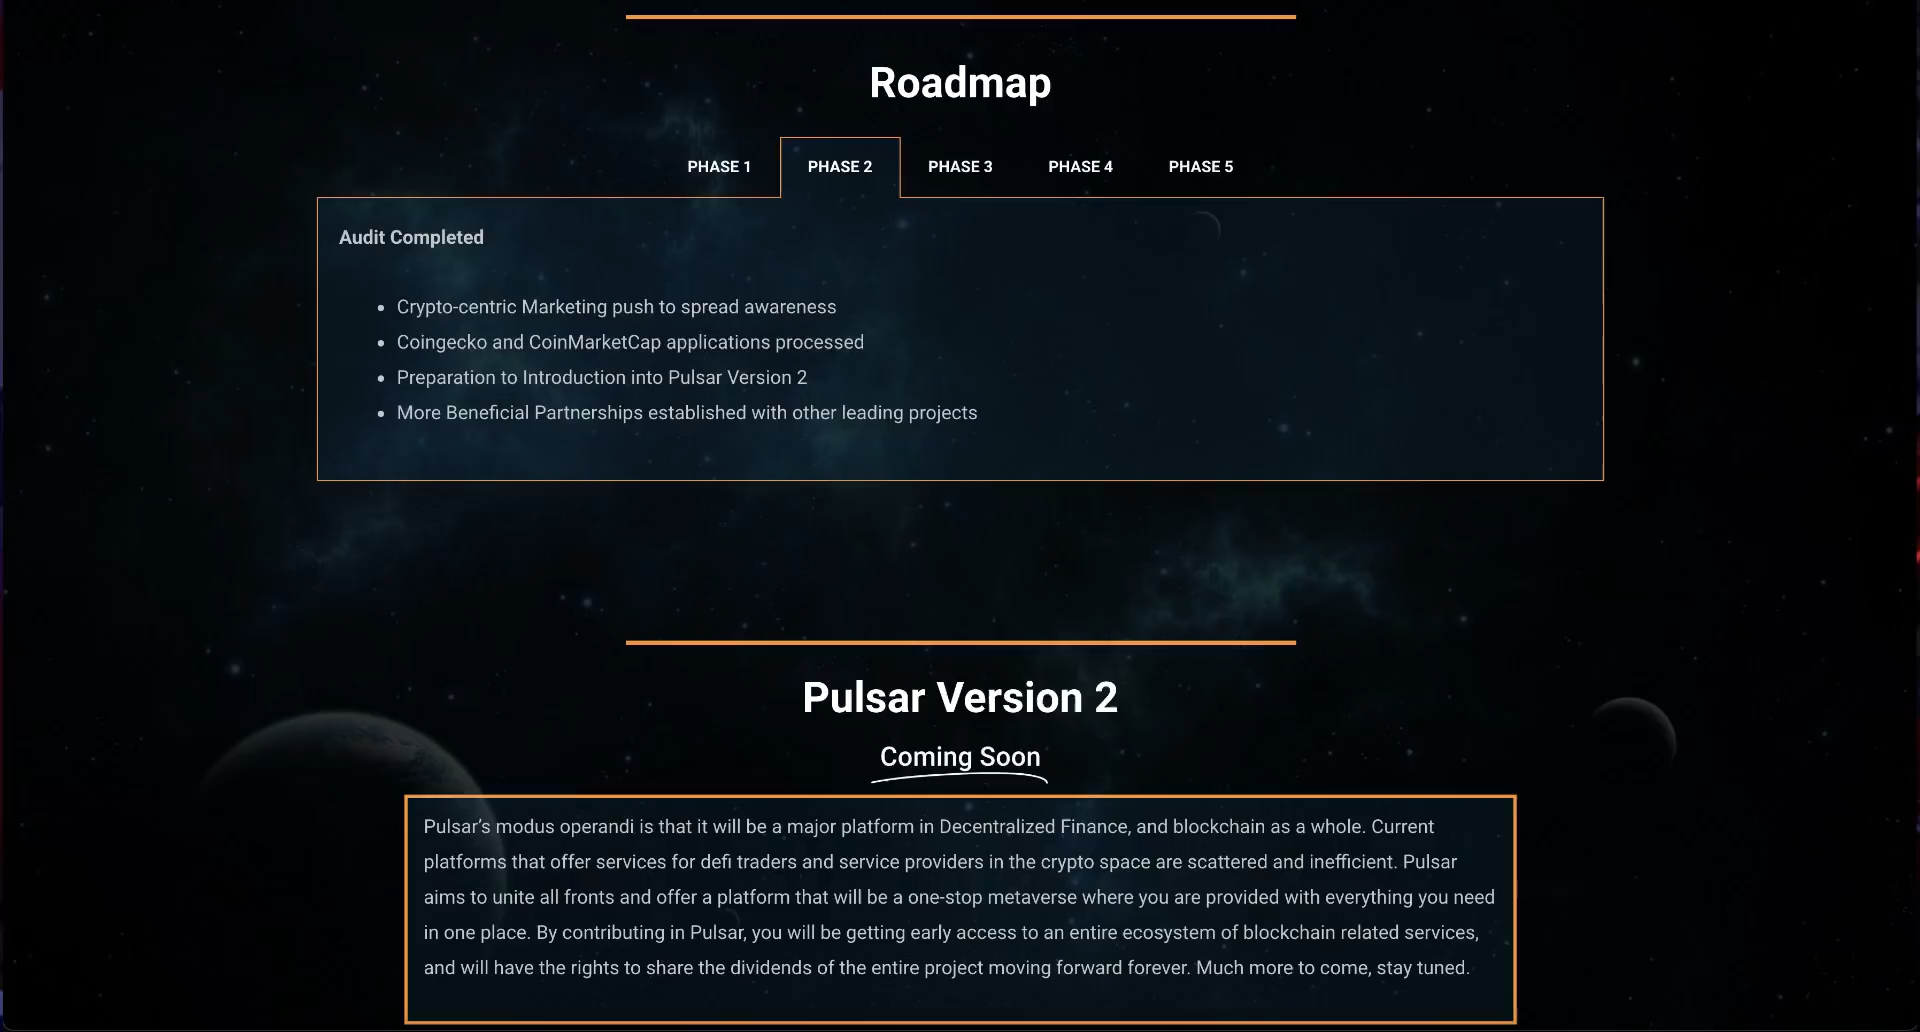 Roadmap
PHASE 1 PHASE 2 PHASE 3 PHASE 4 PHASE 5
Audit Completed
• Crypto-centric Marketing push to spread awareness
• Coingecko and CoinMarketCap applications processed
• Preparation to Introduction into Pulsar Version 2
• More Beneficial Partnerships established with other leading projects
Pulsar Version 2
Coming Soon
Pulsar’s modus operandi is that it will be a major platform in Decentralized Finance, and blockchain as a whole. Current
platforms that offer services for defi traders and service providers in the crypto space are scattered and inefficient. Pulsar
aims to unite all fronts and offer a platform that will be a one-stop metaverse where you are provided with everything you need
in one place. By contributing in Pulsar, you will be getting early access to an entire ecosystem of blockchain related services,
and will have the rights to share the dividends of the entire project moving forward forever. Much more to come, stay tuned.